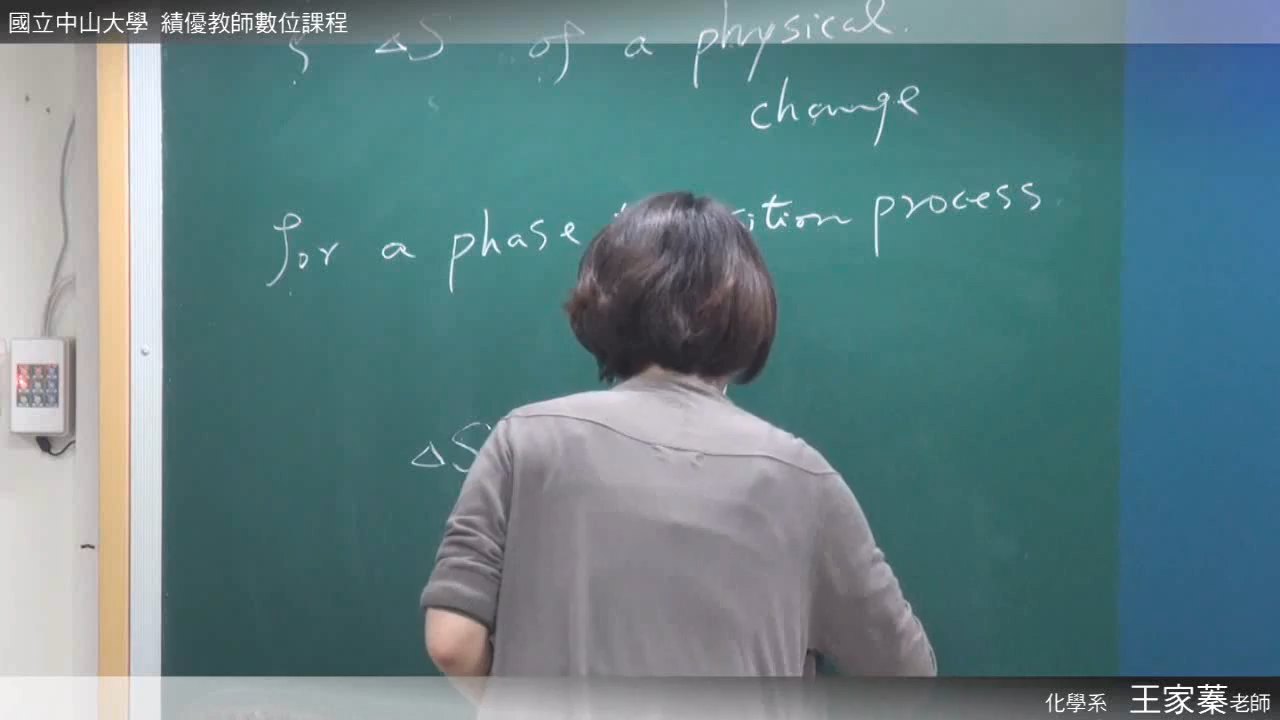 國立中山大學 績優教師數位課程
§ ΔS of a physical
change
for a phase process
ΔS
化學系 王家蓁老師